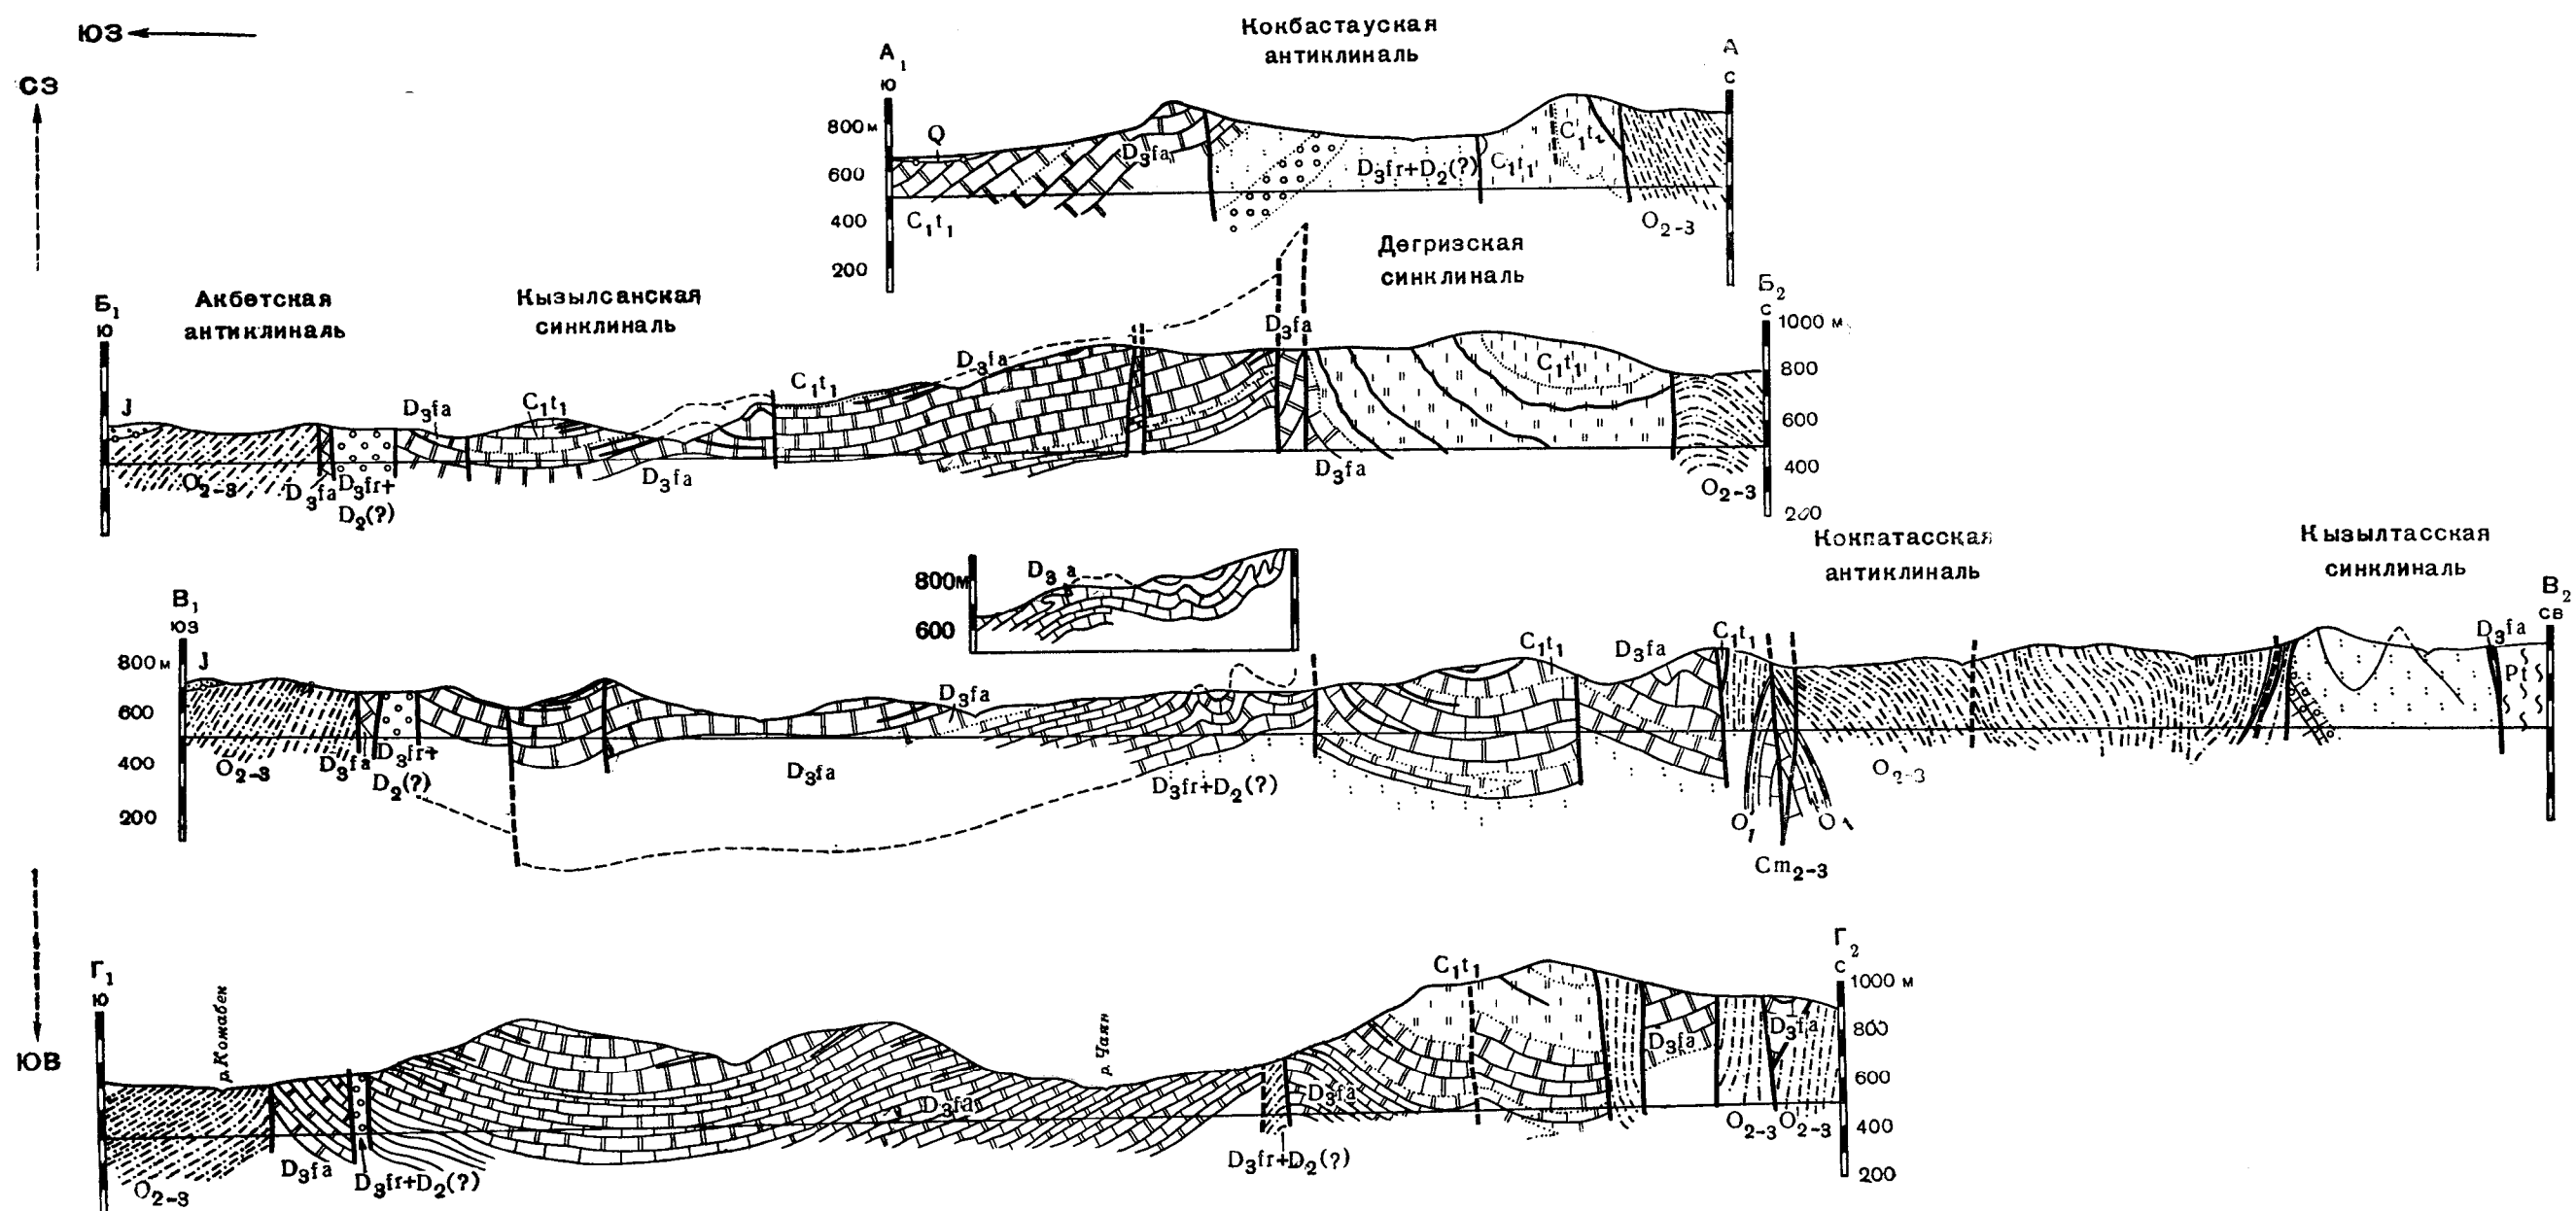 ЮЗ
СЗ
Кокбастауская
антиклиналь
А1
ю
А
с
800м
600
400
200
Q
D3fa
D3fr+D2(?)
C1t1
C1t1
C1t1
O2-3
Дегризская
синклиналь
Б1
ю
Акбетская
антиклиналь
Кызылсанская
синклиналь
Б2
с
1000 м
800
600
400
200
J
D3fa
C1t1
C1t1
D3fa
D3fa
C1t1
O2-3
D3fa
D3fr+
D2(?)
D3fa
D3fa
O2-3
Кокпатасская
антиклиналь
Кызылтасская
синклиналь
800м
600
В1
юз
В2
св
800м
600
400
200
J
D3fa
C1t1
D3fa
C1t1
D3fa
Pt
O2-3
D3fa
D3fr+
D2(?)
D3fa
D3fr+D2(?)
O1
O1
Cm2-3
O2-3
ЮВ
Г1
ю
р. Кожабек
р. Чаян
Г2
с
1000 м
800
600
400
200
C1t1
D3fa
D3fa
D3fa
D3fa
O2-3
D3fa
D3fr+D2(?)
D3fr+D2(?)
O2-3
O2-3